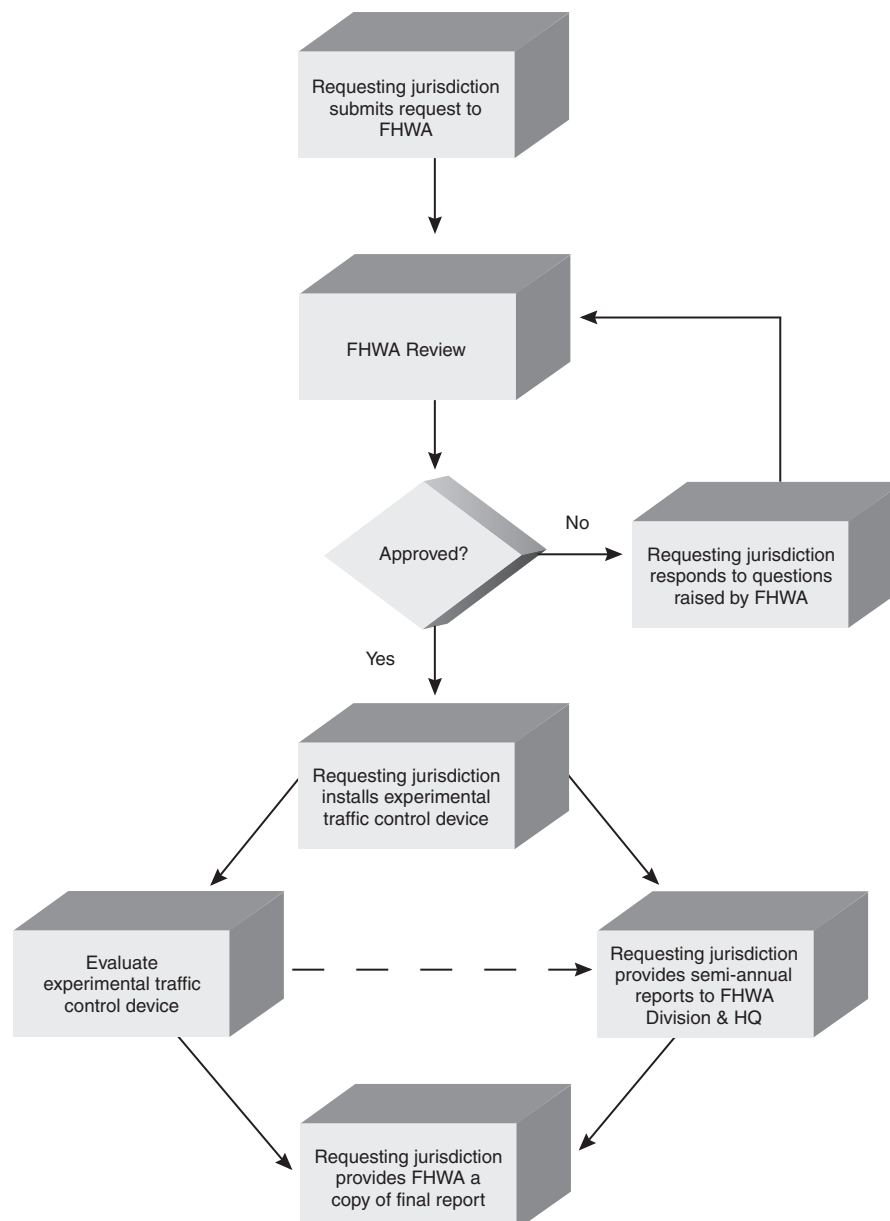 Requesting jurisdiction
submits request to
FHWA
FHWA Review
Approved?
No
Requesting jurisdiction
responds to questions
raised by FHWA
Yes
Requesting jurisdiction
installs experimental
traffic control device
Evaluate
experimental traffic
control device
Requesting jurisdiction
provides semi-annual
reports to FHWA
Division & HQ
Requesting jurisdiction
provides FHWA a
copy of final report